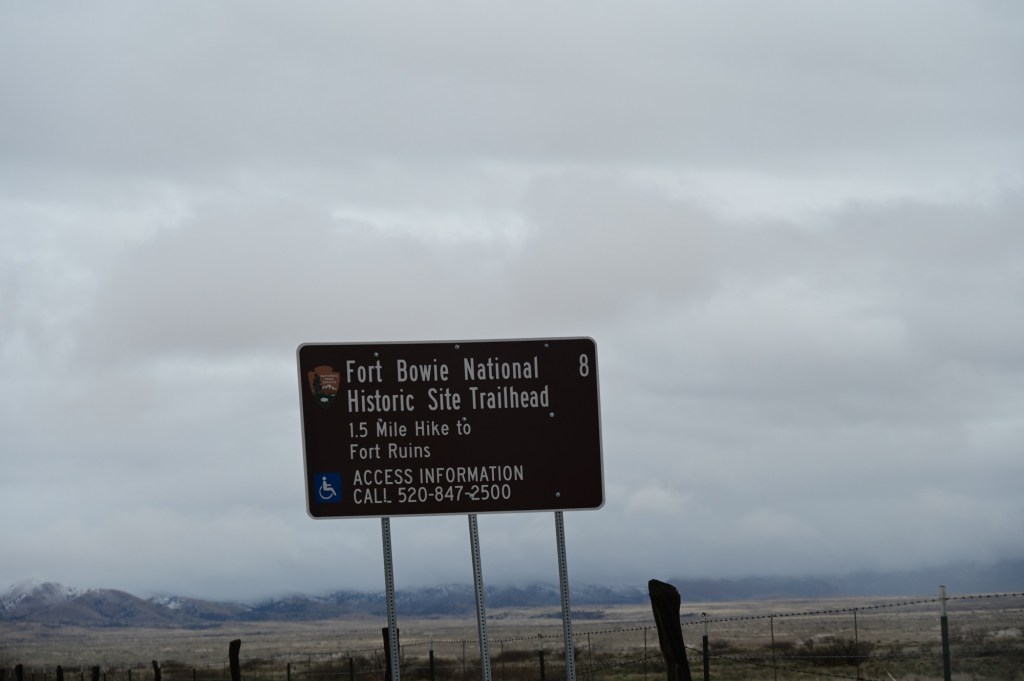 Fort Bowie National 8
Historic Site Trailhead
1.5 Mile Hike to
Fort Ruins
ACCESS INFORMATION
CALL 520-847-2500